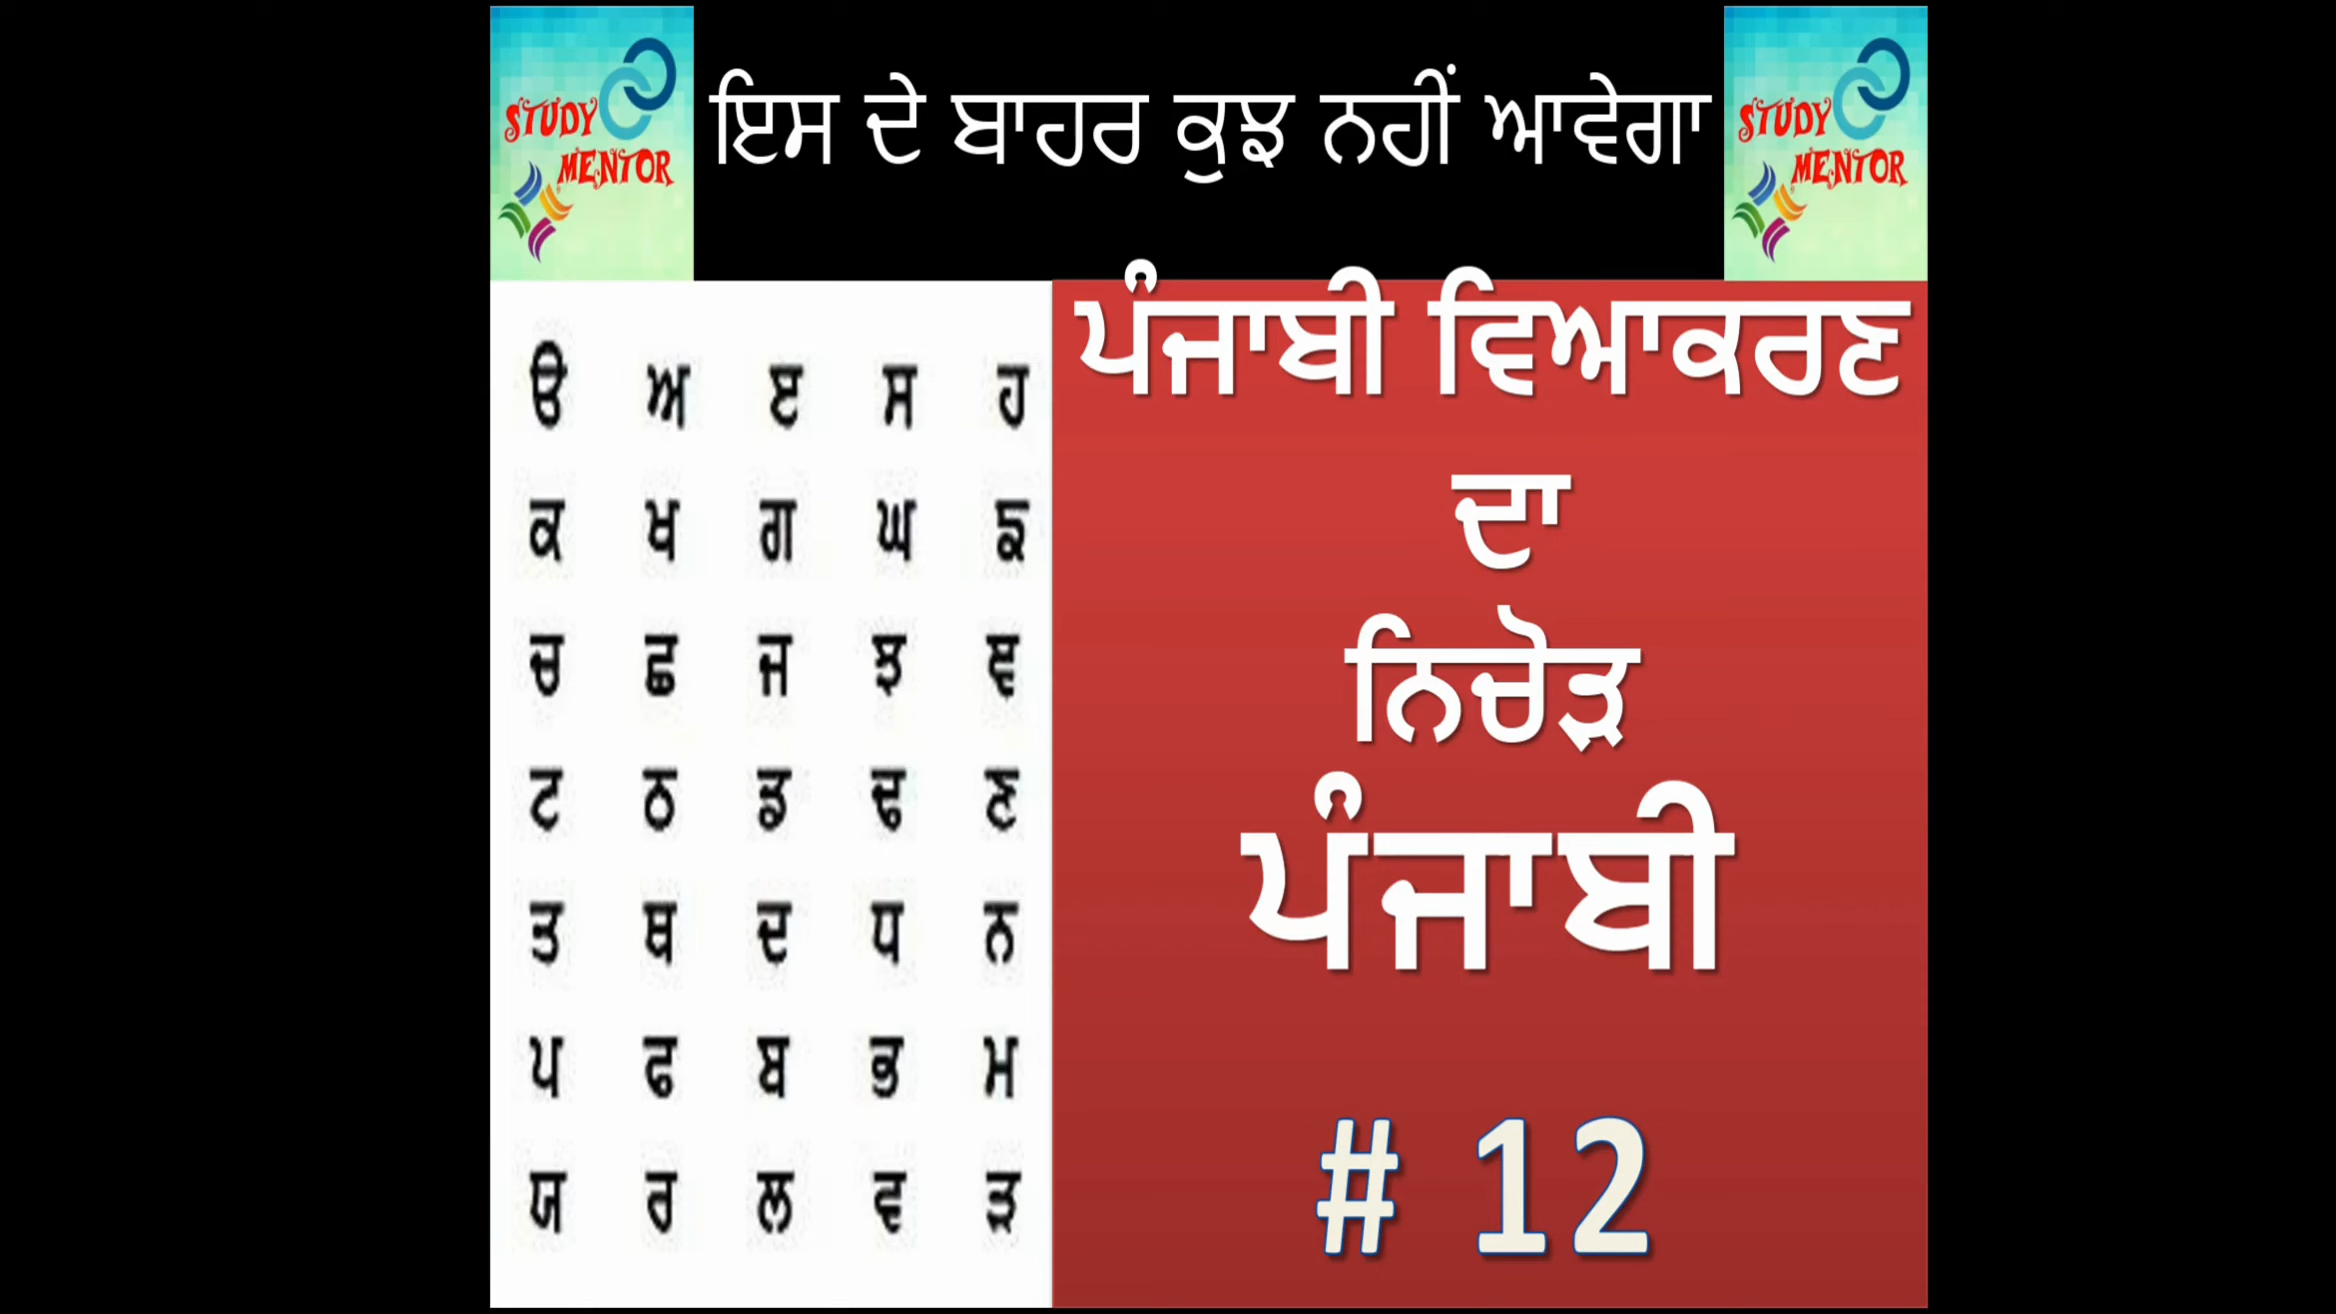 STUDY
MENTOR
ਇਸ ਦੇ ਬਾਹਰ ਕੁਝ ਨਹੀਂ ਆਵੇਗਾ
STUDY
MENTOR
ੳ ਅ ੲ ਸ ਹ
ਕ ਖ ਗ ਘ ਙ
ਚ ਛ ਜ ਝ ਞ
ਟ ਠ ਡ ਢ ਣ
ਤ ਥ ਦ ਧ ਨ
ਪ ਫ ਬ ਭ ਮ
ਯ ਰ ਲ ਵ ੜ
ਪੰਜਾਬੀ ਵਿਆਕਰਣ
ਦਾ
ਨਿਚੋੜ
ਪੰਜਾਬੀ
# 12